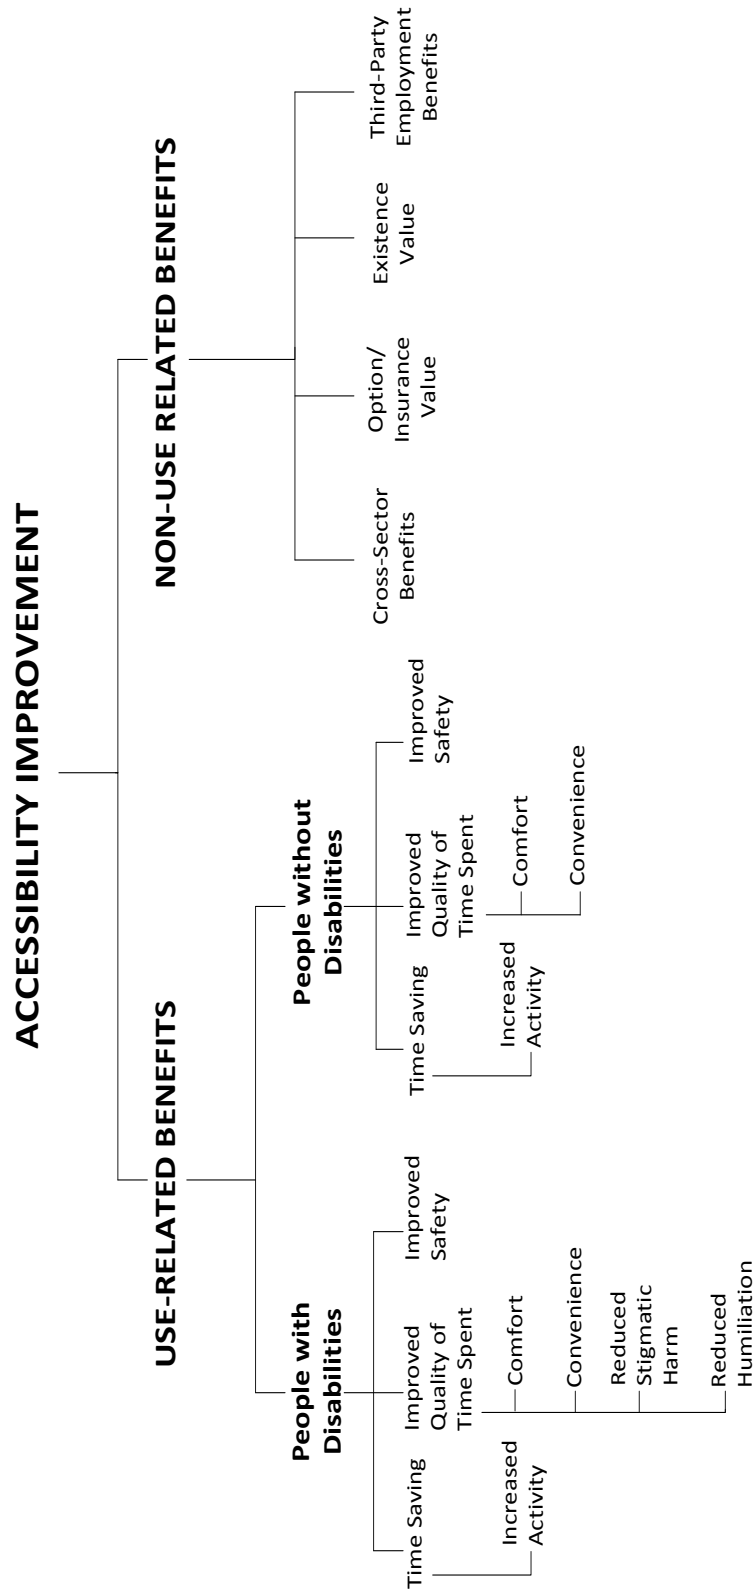 ACCESSIBILITY IMPROVEMENT
USE-RELATED BENEFITS
NON-USE RELATED BENEFITS
People with
Disabilities
People without
Disabilities
Time Saving
Increased
Activity
Improved
Quality of
Time Spent
Comfort
Convenience
Reduced
Stigmatic
Harm
Reduced
Humiliation
Improved
Safety
Time Saving
Increased
Activity
Improved
Quality of
Time Spent
Comfort
Convenience
Improved
Safety
Cross-Sector
Benefits
Option/
Insurance
Value
Existence
Value
Third-Party
Employment
Benefits